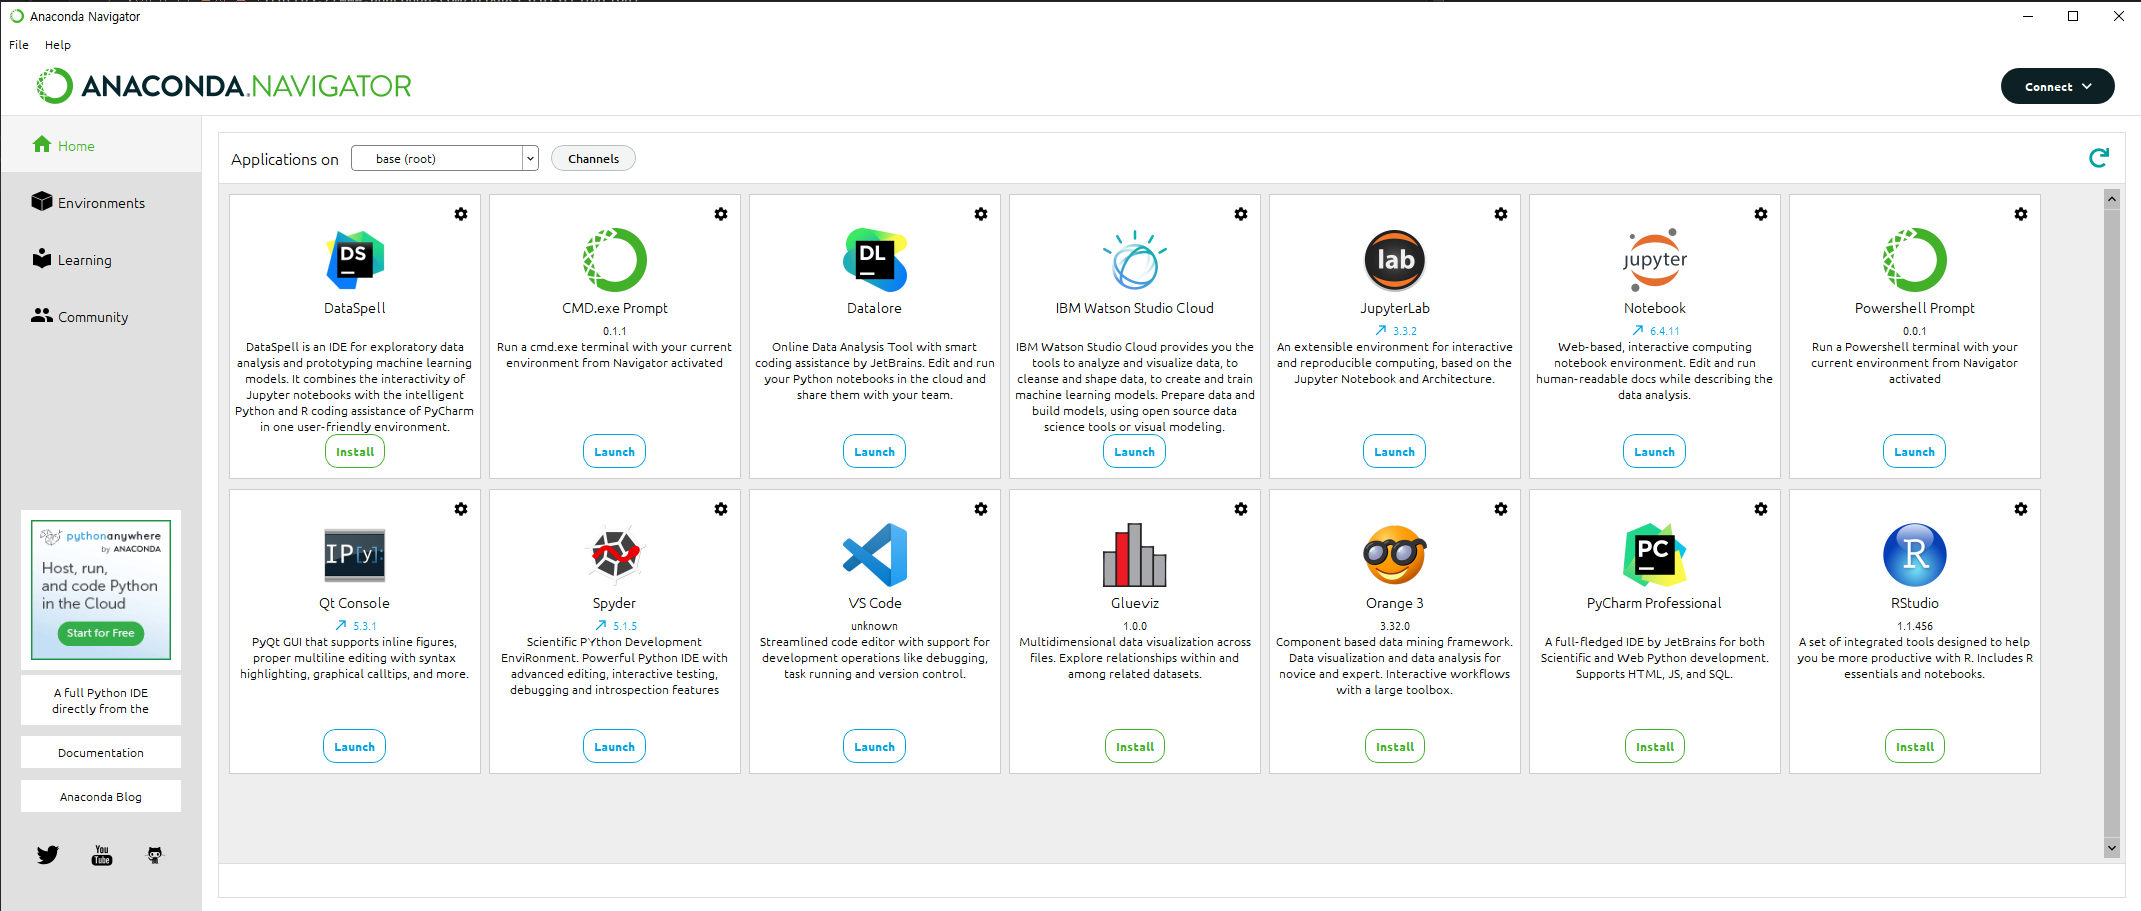 Anaconda Navigator
File Help
ANACONDA.NAVIGATOR
Connect
Home
Environments
Learning
Community
Applications on base (root) Channels
DS
DataSpell
DataSpell is an IDE for exploratory data
analysis and prototyping machine learning
models. It combines the interactivity of
Jupyter notebooks with the intelligent
Python and R coding assistance of PyCharm
in one user-friendly environment.
Install
CMD.exe Prompt
0.1.1
Run a cmd.exe terminal with your current
environment from Navigator activated
Launch
DL
Datalore
Online Data Analysis Tool with smart
coding assistance by JetBrains. Edit and run
your Python notebooks in the cloud and
share them with your team.
Launch
IBM Watson Studio Cloud
IBM Watson Studio Cloud provides you the
tools to analyze and visualize data, to
cleanse and shape data, to create and train
machine learning models. Prepare data and
build models, using open source data
science tools or visual modeling.
Launch
lab
JupyterLab
3.3.2
An extensible environment for interactive
and reproducible computing, based on the
Jupyter Notebook and Architecture.
Launch
jupyter
Notebook
6.4.11
Web-based, interactive computing
notebook environment. Edit and run
human-readable docs while describing the
data analysis.
Launch
Powershell Prompt
0.0.1
Run a Powershell terminal with your
current environment from Navigator
activated
Launch
IP[y]:
Qt Console
5.3.1
PyQt GUI that supports inline figures,
proper multiline editing with syntax
highlighting, graphical calltips, and more.
Launch
Spyder
5.1.5
Scientific PYthon Development
EnviRonment. Powerful Python IDE with
advanced editing, interactive testing,
debugging and introspection features
Launch
VS Code
unknown
Streamlined code editor with support for
development operations like debugging,
task running and version control.
Launch
Glueviz
1.0.0
Multidimensional data visualization across
files. Explore relationships within and
among related datasets.
Install
Orange 3
3.32.0
Component based data mining framework.
Data visualization and data analysis for
novice and expert. Interactive workflows
with a large toolbox.
Install
PC
PyCharm Professional
A full-fledged IDE by JetBrains for both
Scientific and Web Python development.
Supports HTML, JS, and SQL.
Install
R
RStudio
1.1.456
A set of integrated tools designed to help
you be more productive with R. Includes R
essentials and notebooks.
Install
pythonanywhere
by ANACONDA
Host, run,
and code Python
in the Cloud
Start for Free
A full Python IDE
directly from the
Documentation
Anaconda Blog
You
Tube